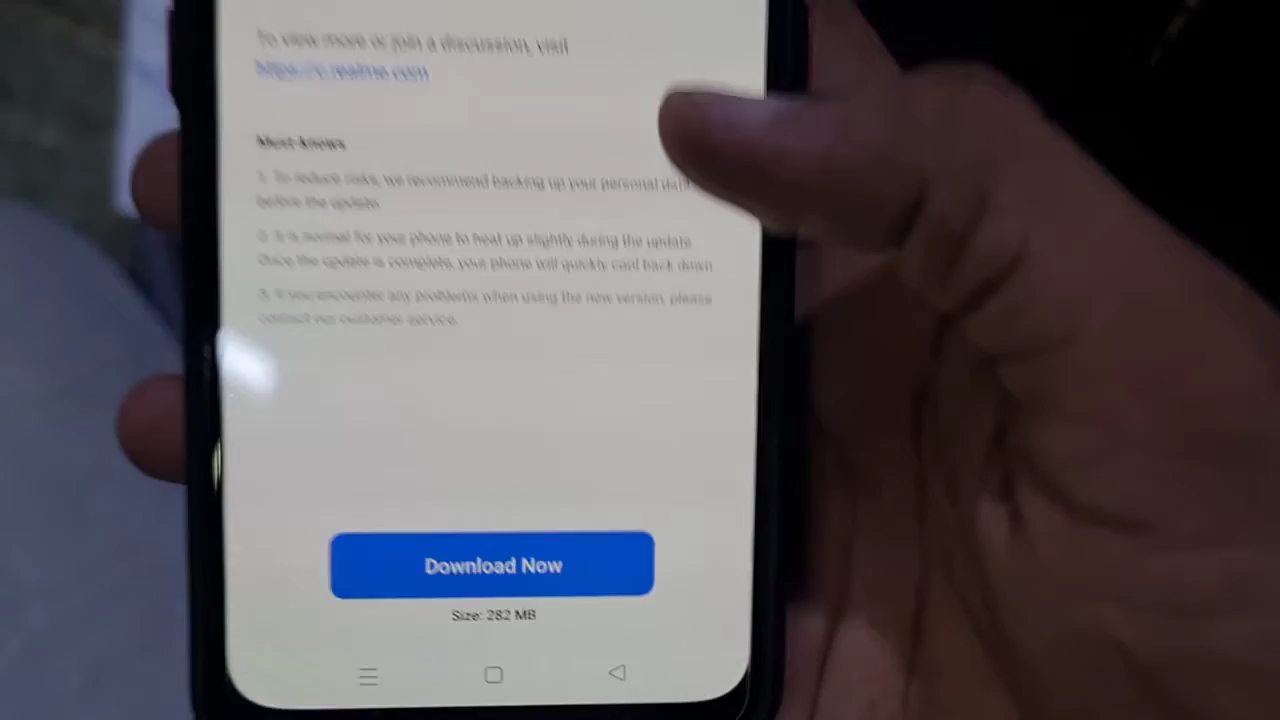 To view more or join a discussion, visit
https://c.realme.com
Must-knows
1. To reduce risks, we recommend backing up your personal data
before the update.
2. It is normal for your phone to heat up slightly during the update.
Once the update is complete, your phone will quickly cool back down.
3. If you encounter any problems when using the new version, please
contact our customer service.
Download Now
Size: 282 MB